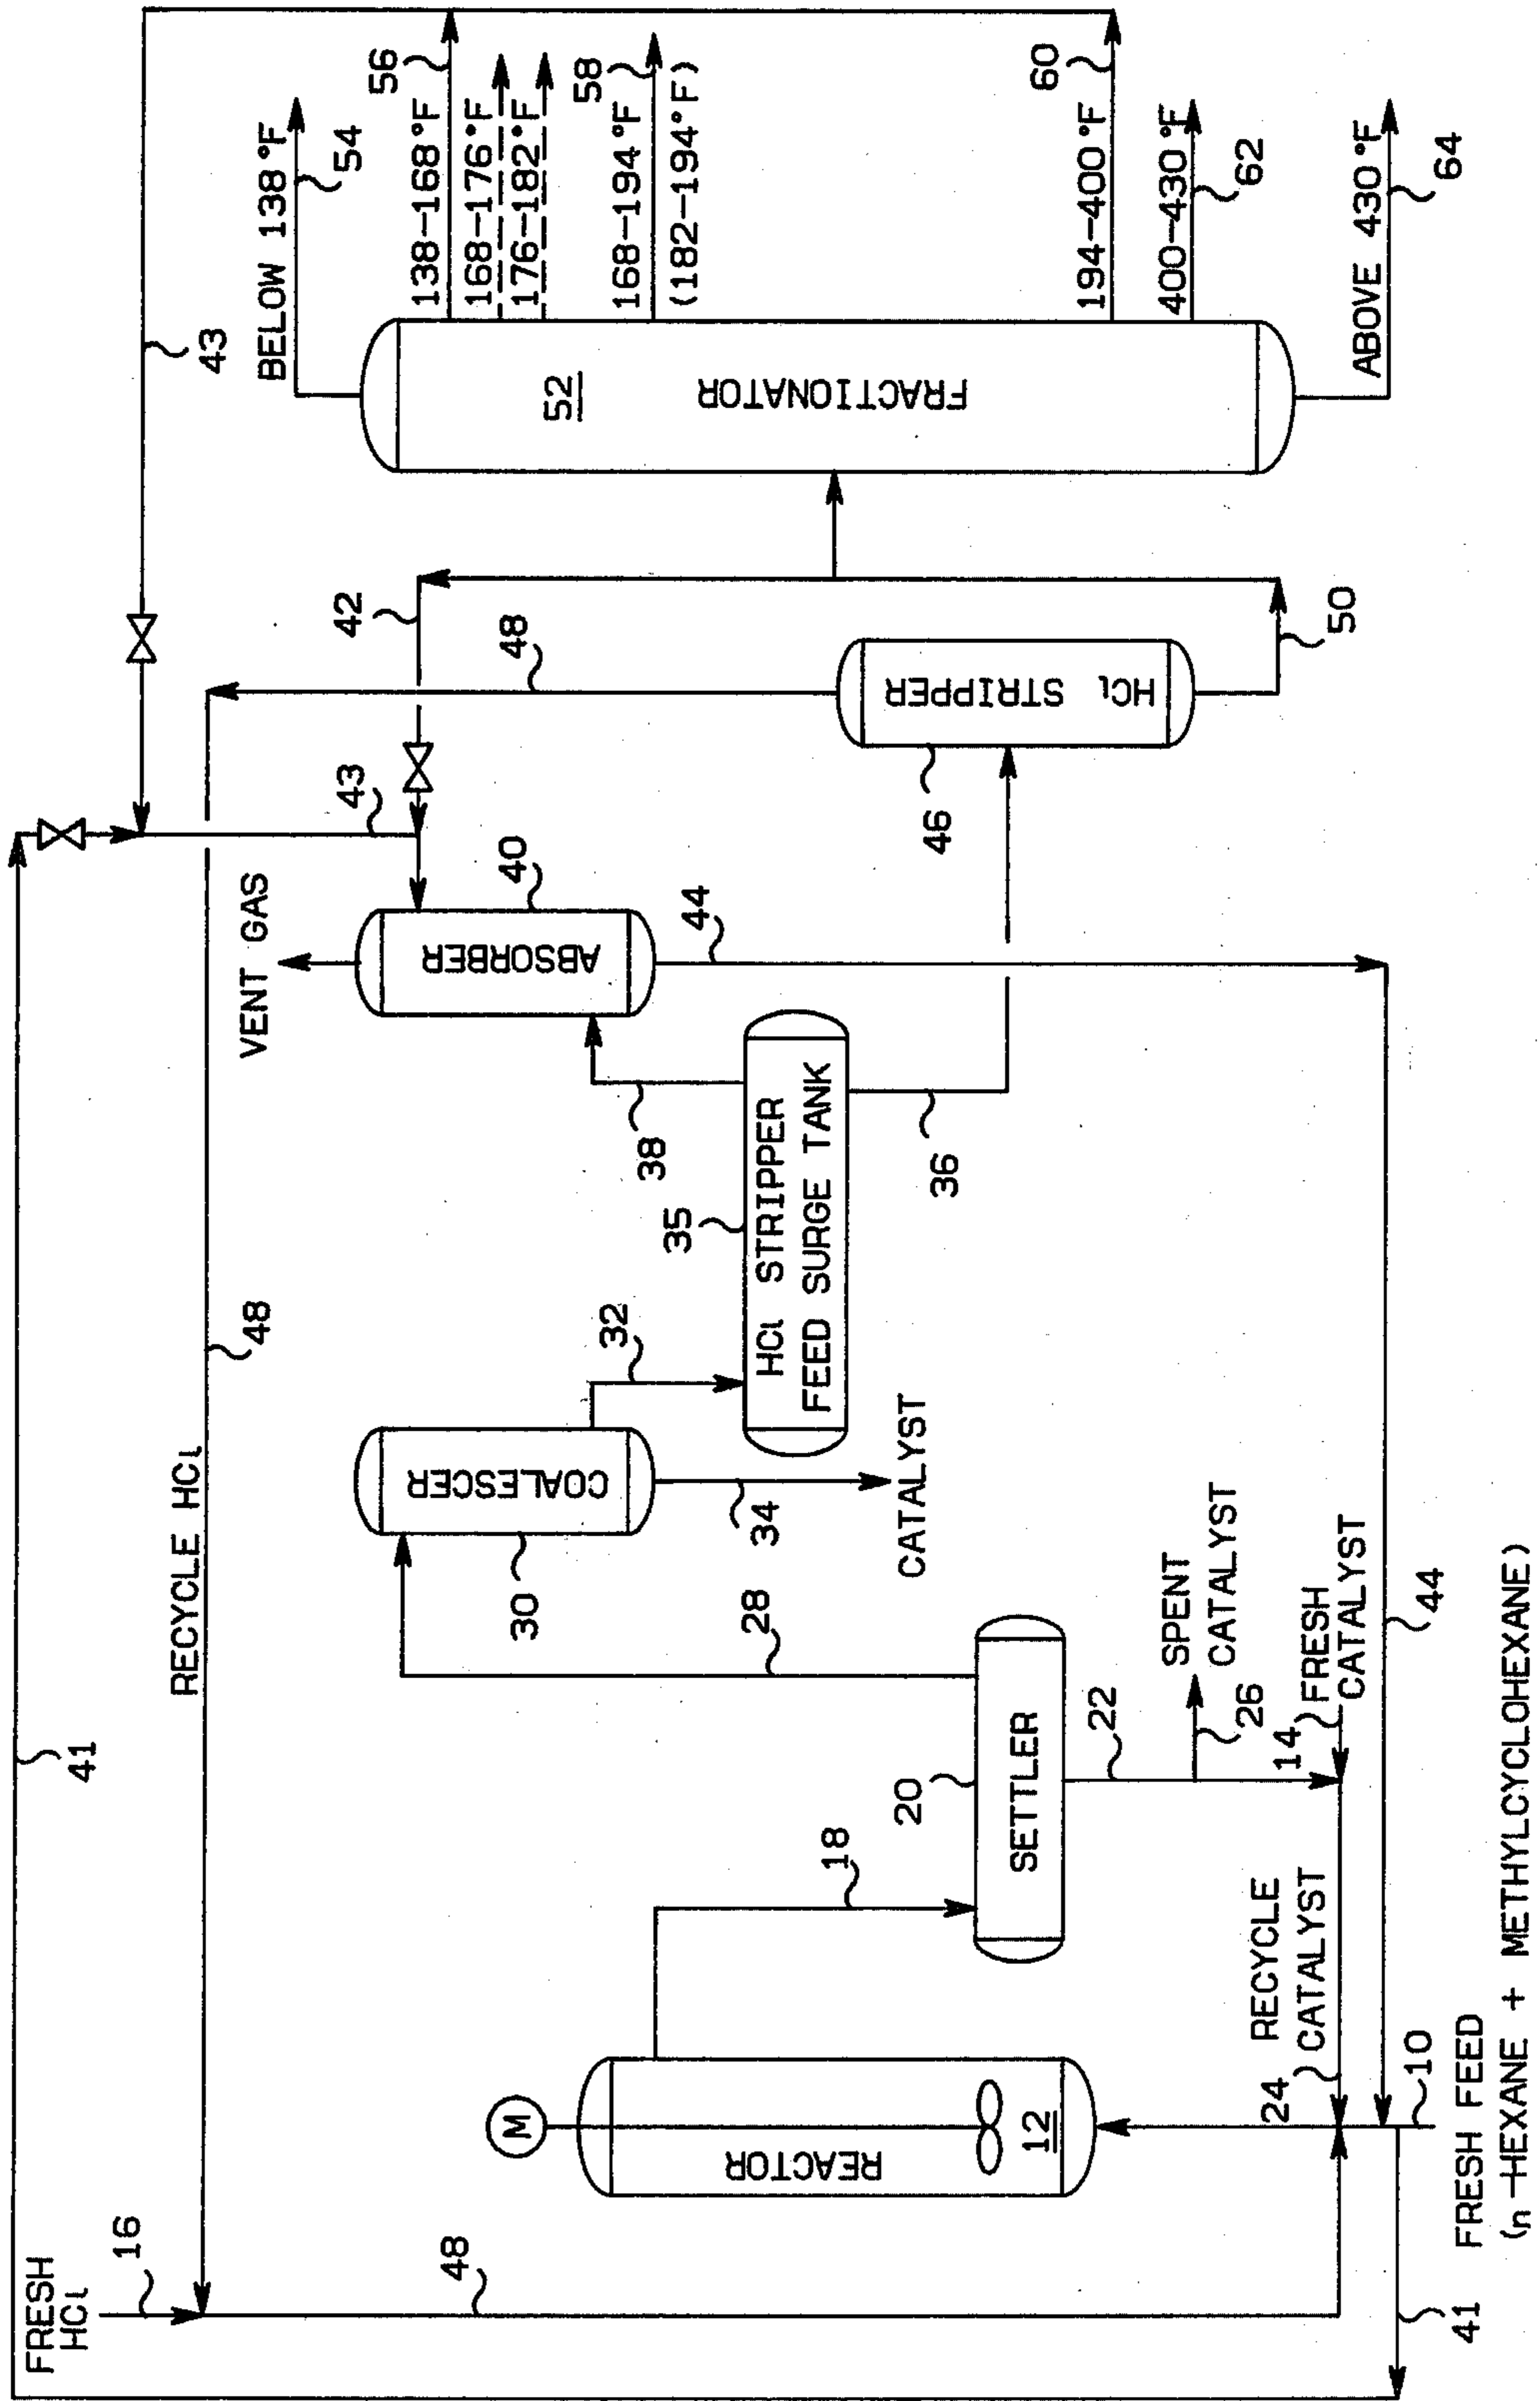 FRESH
HCl
16
41
RECYCLE HCl
48
48
M
REACTOR
12
18
SETTLER
20
22
26
SPENT
CATALYST
14
FRESH
CATALYST
RECYCLE
CATALYST
24
10
FRESH FEED
(n-HEXANE + METHYLCYCLOHEXANE)
41
44
28
COALESCER
30
32
34
CATALYST
35
HCl STRIPPER
FEED SURGE TANK
38
36
VENT GAS
ABSORBER
40
44
43
42
48
HCl STRIPPER
46
50
43
FRACTIONATOR
52
BELOW 138°F
54
138-168°F
56
168-176°F
176-182°F
168-194°F
58
(182-194°F)
194-400°F
60
400-430°F
62
ABOVE 430°F
64